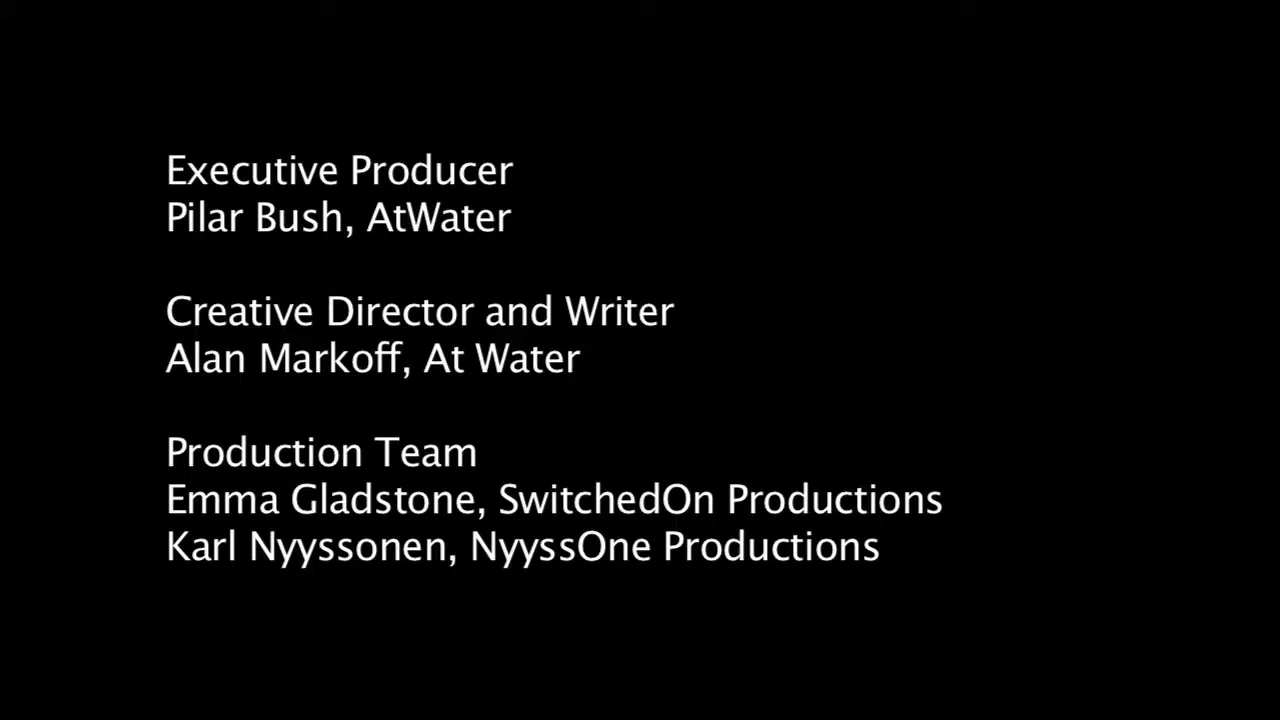 Executive Producer
Pilar Bush, AtWater
Creative Director and Writer
Alan Markoff, At Water
Production Team
Emma Gladstone, SwitchedOn Productions
Karl Nyyssonen, NyyssOne Productions